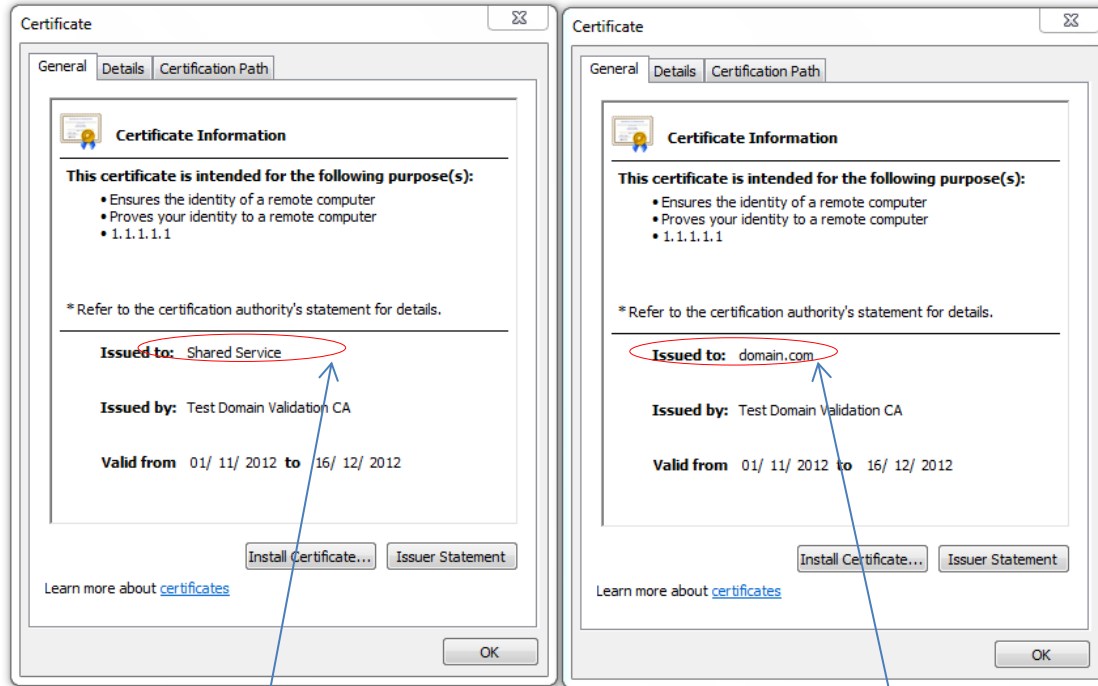 Certificate
General Details Certification Path
Certificate Information
This certificate is intended for the following purpose(s):
• Ensures the identity of a remote computer
• Proves your identity to a remote computer
• 1.1.1.1.1
* Refer to the certification authority's statement for details.
Issued to: Shared Service
Issued by: Test Domain Validation CA
Valid from 01/ 11/ 2012 to 16/ 12/ 2012
Install Certificate... Issuer Statement
Learn more about certificates
OK
Certificate
General Details Certification Path
Certificate Information
This certificate is intended for the following purpose(s):
• Ensures the identity of a remote computer
• Proves your identity to a remote computer
• 1.1.1.1.1
* Refer to the certification authority's statement for details.
Issued to: domain.com
Issued by: Test Domain Validation CA
Valid from 01/ 11/ 2012 to 16/ 12/ 2012
Install Certificate... Issuer Statement
Learn more about certificates
OK